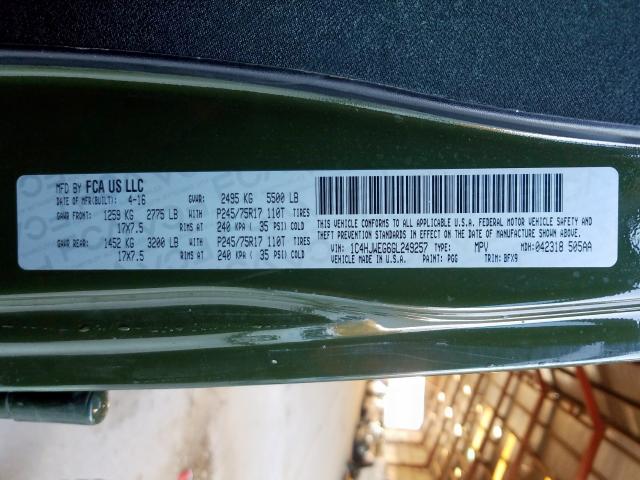 MFD BY FCA US LLC
DATE OF MFR(BUILT): 4-16 GVWR: 2495 KG 5500 LB
GAWR FRONT: 1259 KG 2775 LB WITH P245/75R17 110T TIRES
17X7.5 RIMS AT 240 KPA ( 35 PSI) COLD
GAWR REAR: 1452 KG 3200 LB WITH P245/75R17 110T TIRES
17X7.5 RIMS AT 240 KPA ( 35 PSI) COLD
THIS VEHICLE CONFORMS TO ALL APPLICABLE U.S.A. FEDERAL MOTOR VEHICLE SAFETY AND
THEFT PREVENTION STANDARDS IN EFFECT ON THE DATE OF MANUFACTURE SHOWN ABOVE.
VIN: 1C4HJWEG6GL249257 TYPE: MPV MDH: 042318 505AA
VEHICLE MADE IN U.S.A. PAINT: PGG TRIM: BFX9